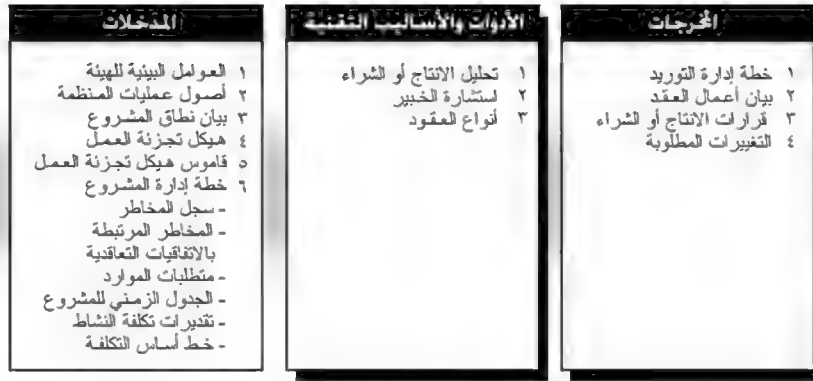 المدخلات
١ العوامل البيئية للهيئة
٢ أصول عمليات المنظمة
٣ بيان نطاق المشروع
٤ هيكل تجزئة العمل
٥ قاموس هيكل تجزئة العمل
٦ خطة إدارة المشروع
- سجل المخاطر
- المخاطر المرتبطة
بالاتفاقيات التعاقدية
- متطلبات الموارد
- الجدول الزمني للمشروع
- تقديرات تكلفة النشاط
- خط أساس التكلفة
الأدوات والأساليب التقنية
١ تحليل الانتاج أو الشراء
٢ استشارة الخبير
٣ أنواع العقود
المخرجات
١ خطة إدارة التوريد
٢ بيان أعمال العقد
٣ قرارات الانتاج أو الشراء
٤ التغييرات المطلوبة